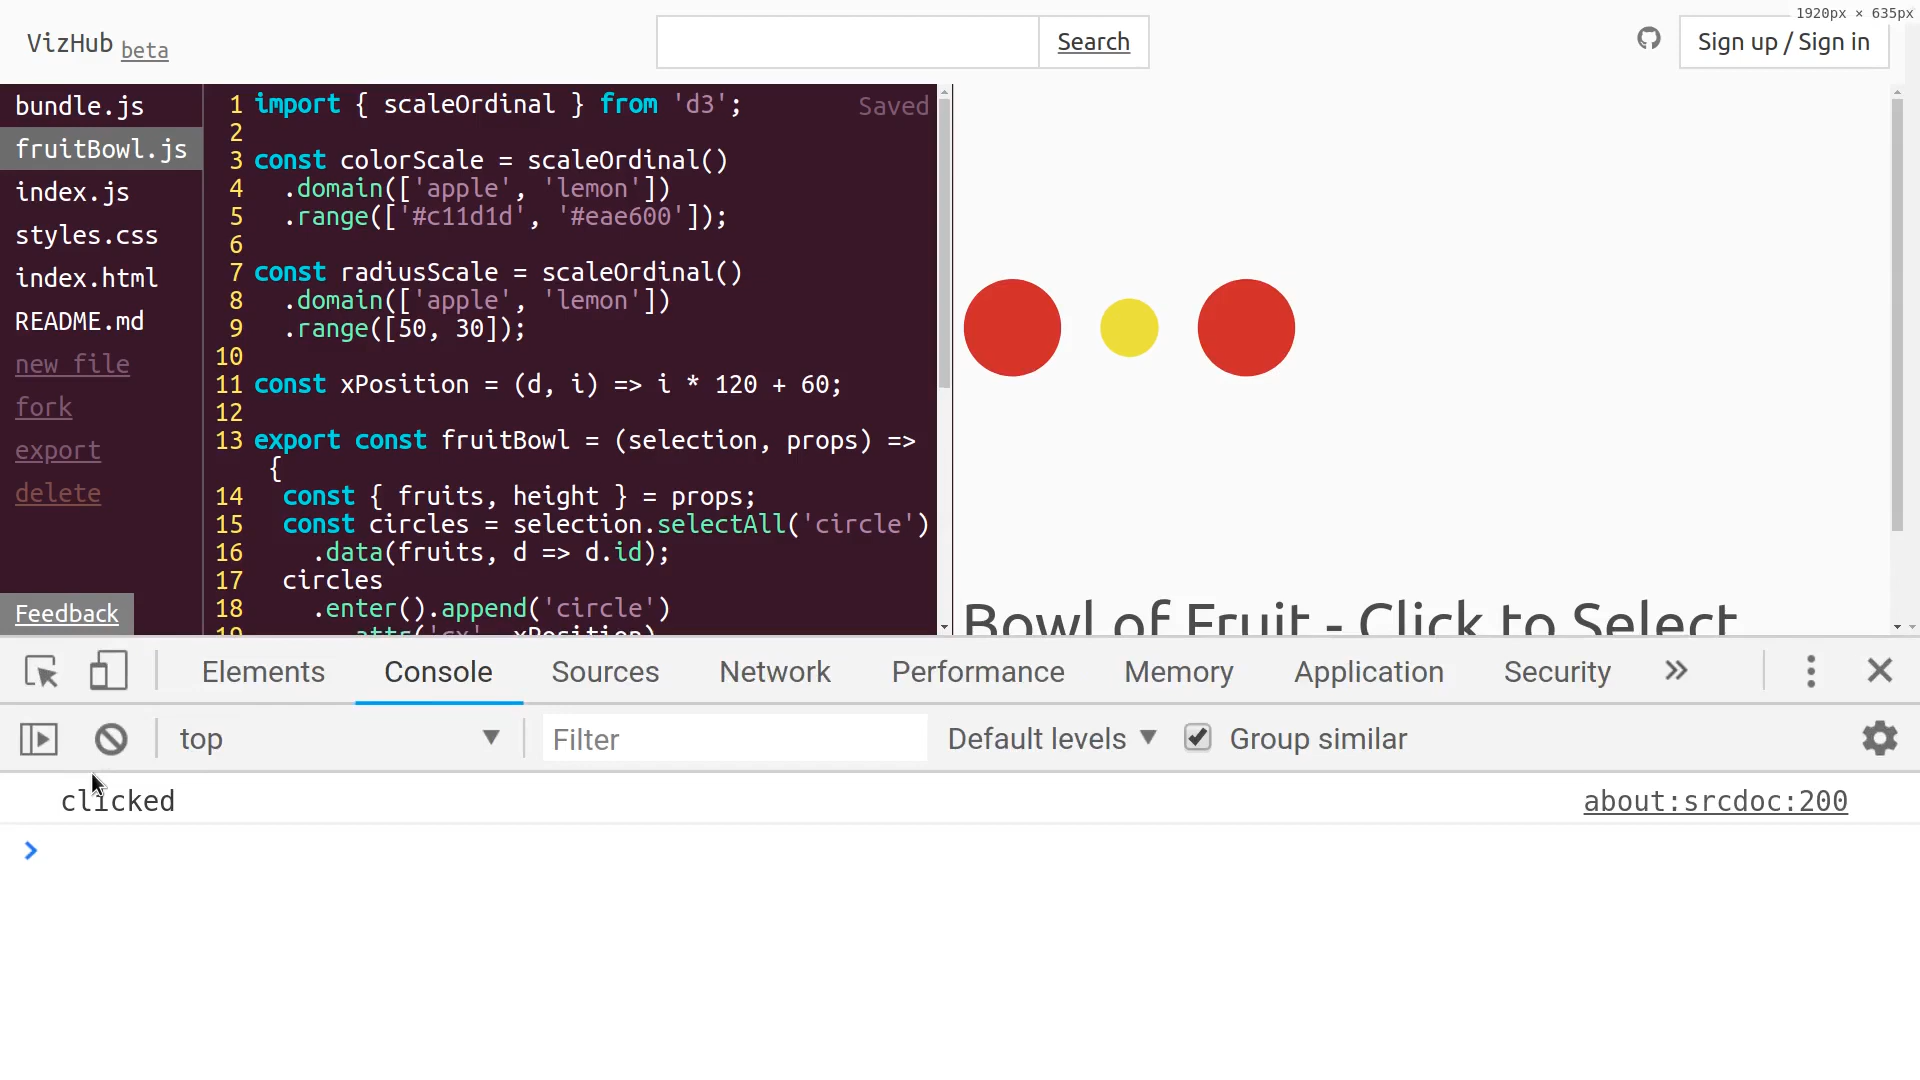 1920px × 635px
VizHub beta
Search
Sign up / Sign in
bundle.js
fruitBowl.js
index.js
styles.css
index.html
README.md
new file
fork
export
delete
Feedback
1 import { scaleOrdinal } from 'd3';
Saved
2
3 const colorScale = scaleOrdinal()
4 .domain(['apple', 'lemon'])
5 .range(['#c11d1d', '#eae600']);
6
7 const radiusScale = scaleOrdinal()
8 .domain(['apple', 'lemon'])
9 .range([50, 30]);
10
11 const xPosition = (d, i) => i * 120 + 60;
12
13 export const fruitBowl = (selection, props) =>
{
14 const { fruits, height } = props;
15 const circles = selection.selectAll('circle')
16 .data(fruits, d => d.id);
17 circles
18 .enter().append('circle')
19 .attr('cx', xPosition)
Bowl of Fruit - Click to Select
Elements Console Sources Network Performance Memory Application Security
top
Filter
Default levels
Group similar
clicked
about:srcdoc:200